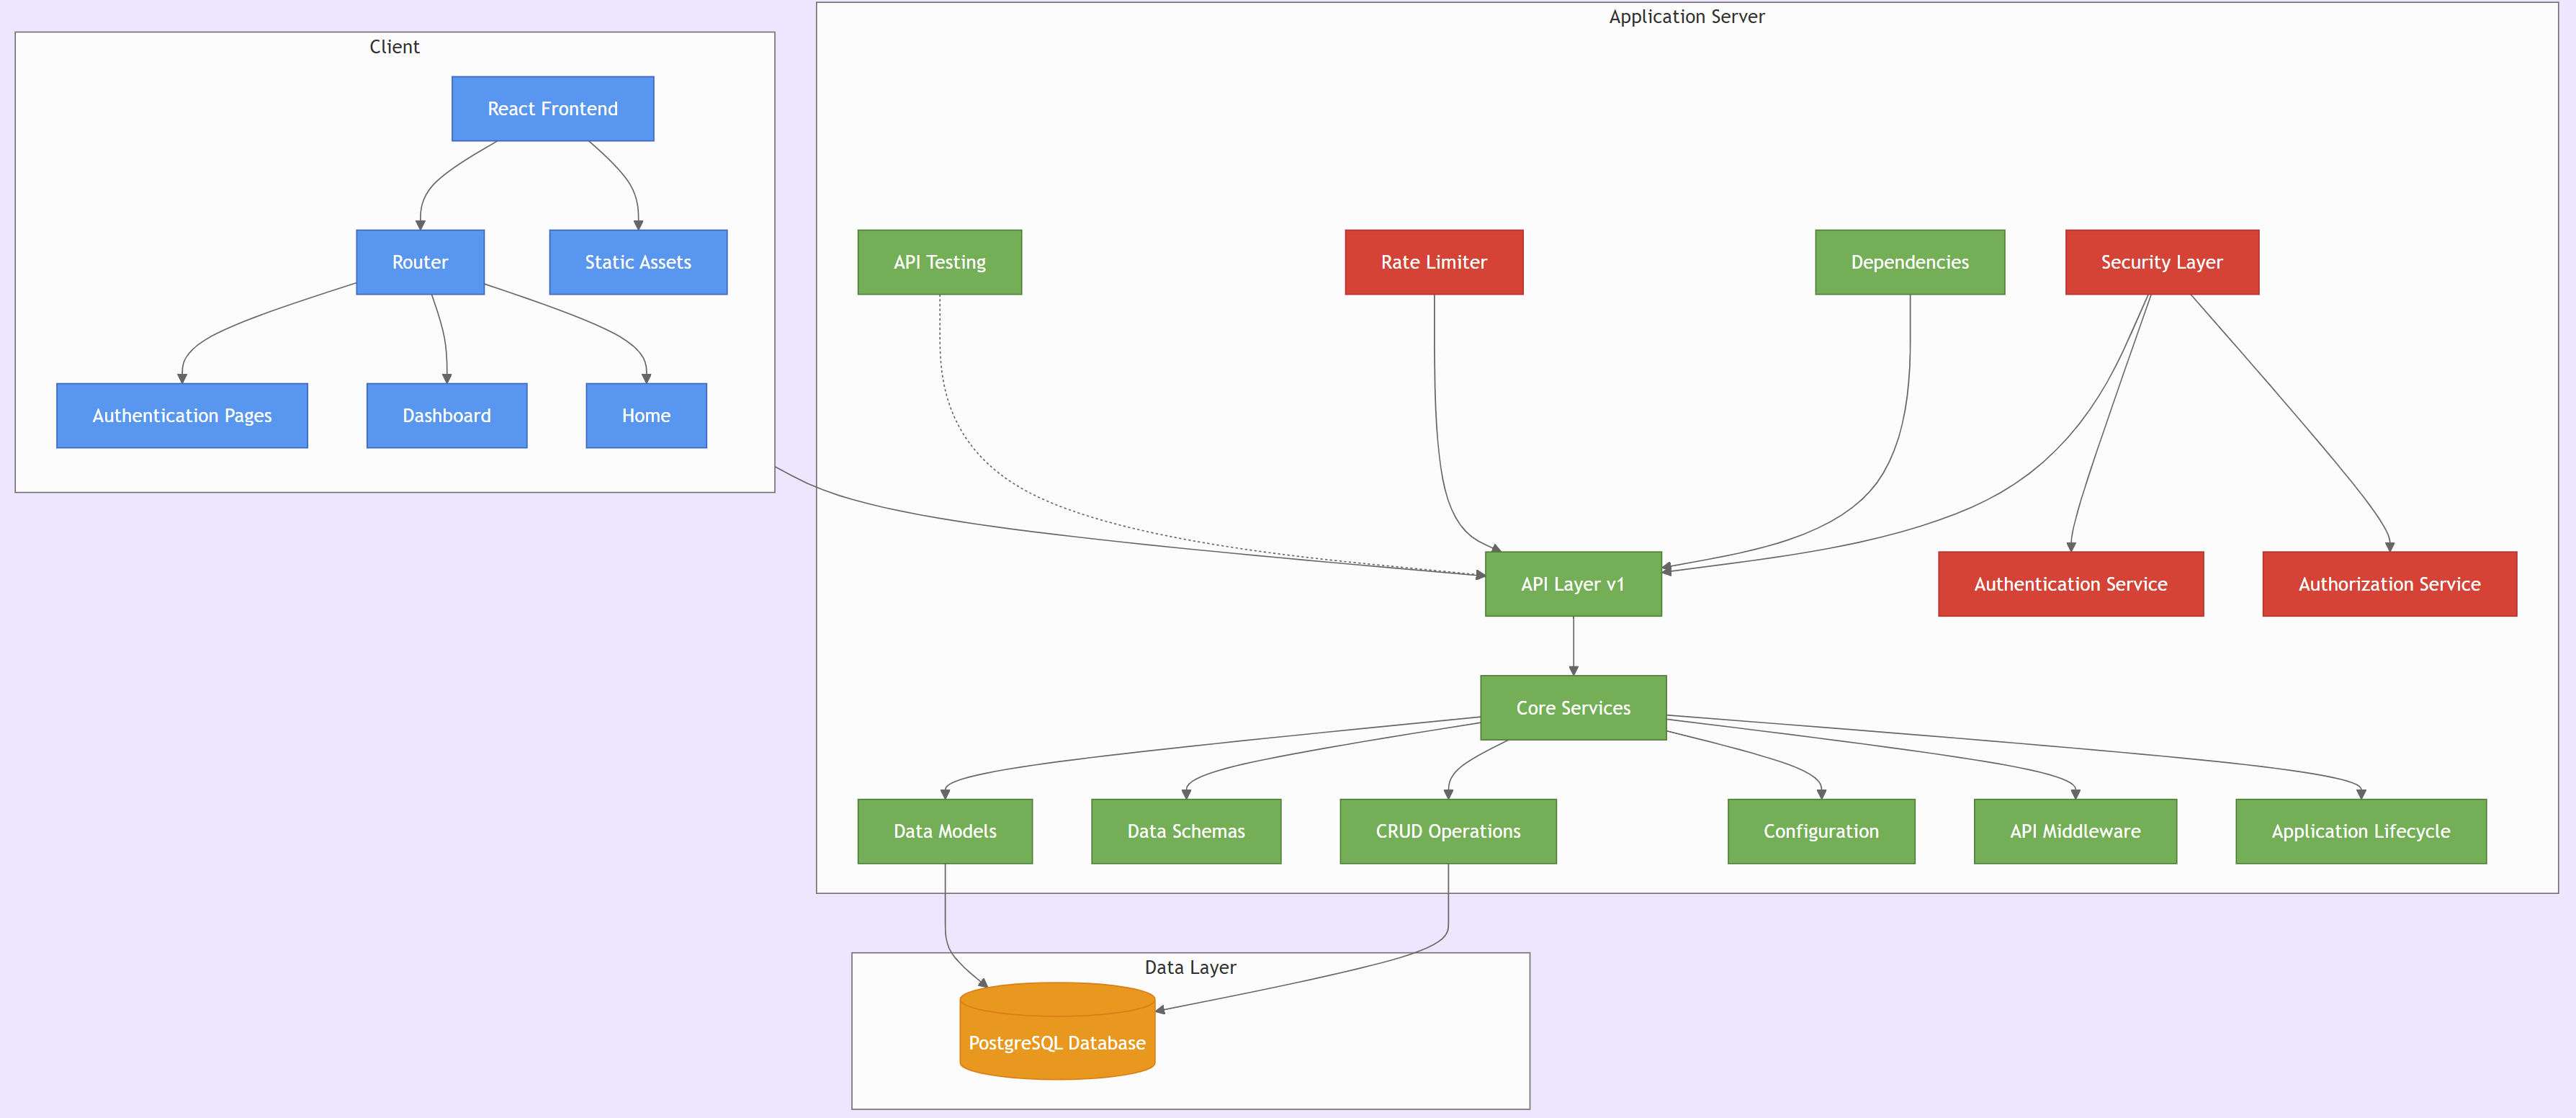 Application Server
Client
React Frontend
Router
Static Assets
API Testing
Rate Limiter
Dependencies
Security Layer
Authentication Pages
Dashboard
Home
API Layer v1
Authentication Service
Authorization Service
Core Services
Data Models
Data Schemas
CRUD Operations
Configuration
API Middleware
Application Lifecycle
Data Layer
PostgreSQL Database